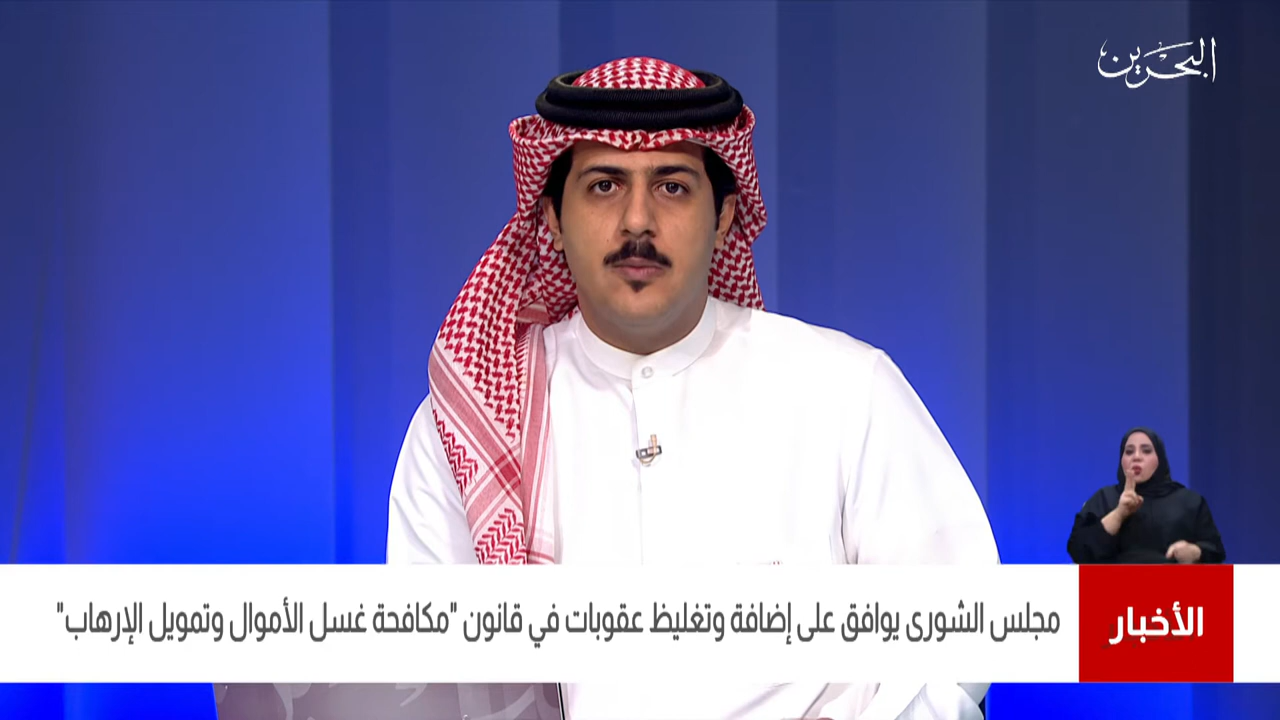 البحرين
مجلس الشورى يوافق على إضافة وتغليظ عقوبات في قانون "مكافحة غسل الأموال وتمويل الإرهاب"
الأخبار